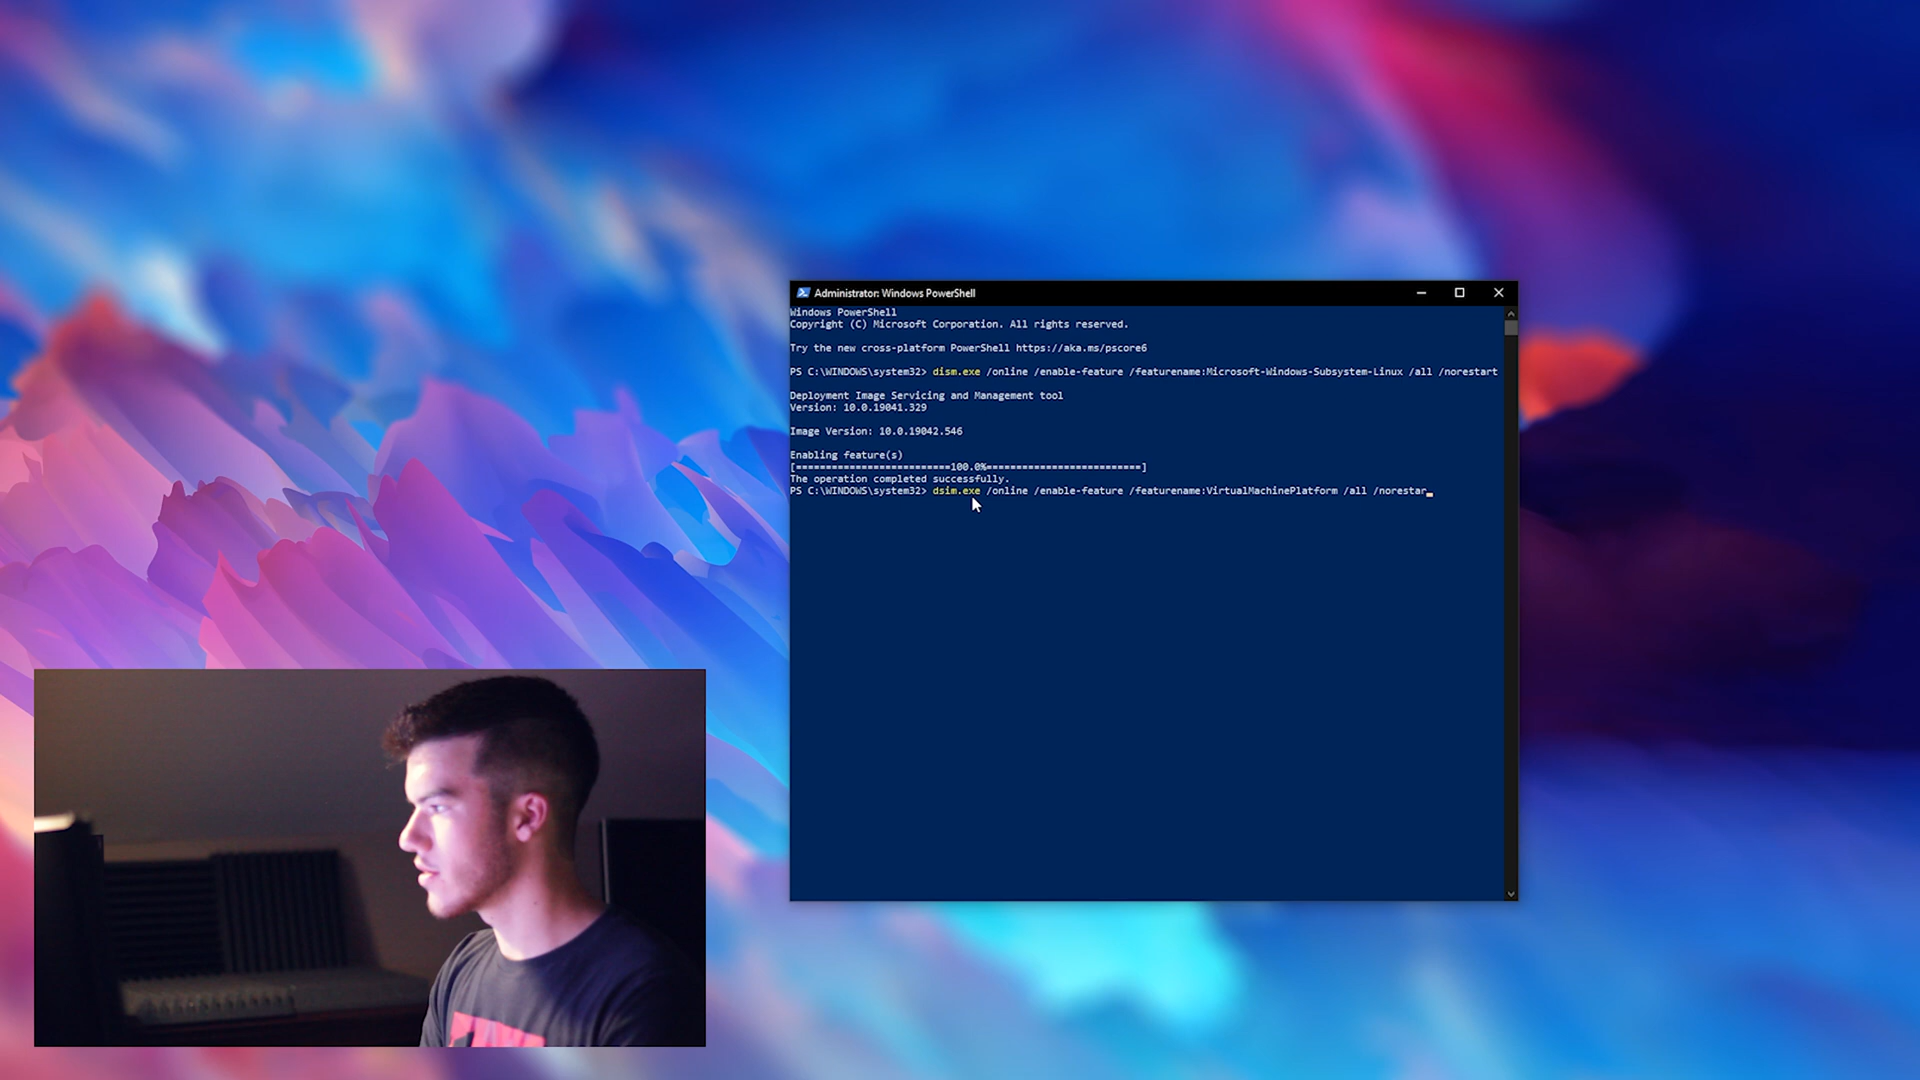 Administrator: Windows PowerShell
Windows PowerShell
Copyright (C) Microsoft Corporation. All rights reserved.
Try the new cross-platform PowerShell https://aka.ms/pscore6
PS C:\WINDOWS\system32> dism.exe /online /enable-feature /featurename:Microsoft-Windows-Subsystem-Linux /all /norestart
Deployment Image Servicing and Management tool
Version: 10.0.19041.329
Image Version: 10.0.19042.546
Enabling feature(s)
[==========================100.0%==========================]
The operation completed successfully.
PS C:\WINDOWS\system32> dsim.exe /online /enable-feature /featurename:VirtualMachinePlatform /all /norestar